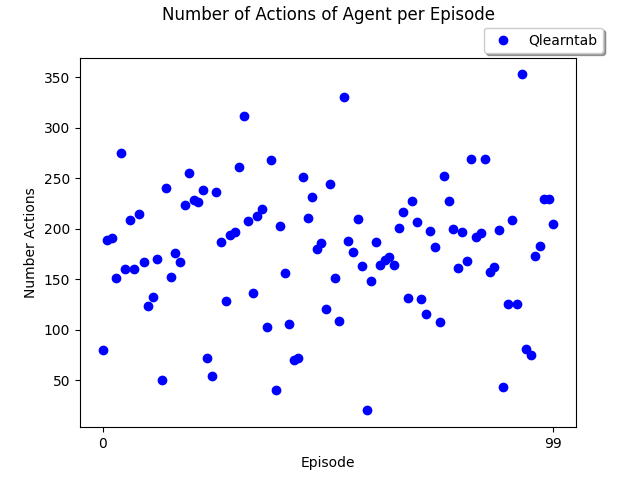 Number of Actions of Agent per Episode
Qlearntab
350
300
250
200
150
100
50
Number Actions
0
99
Episode